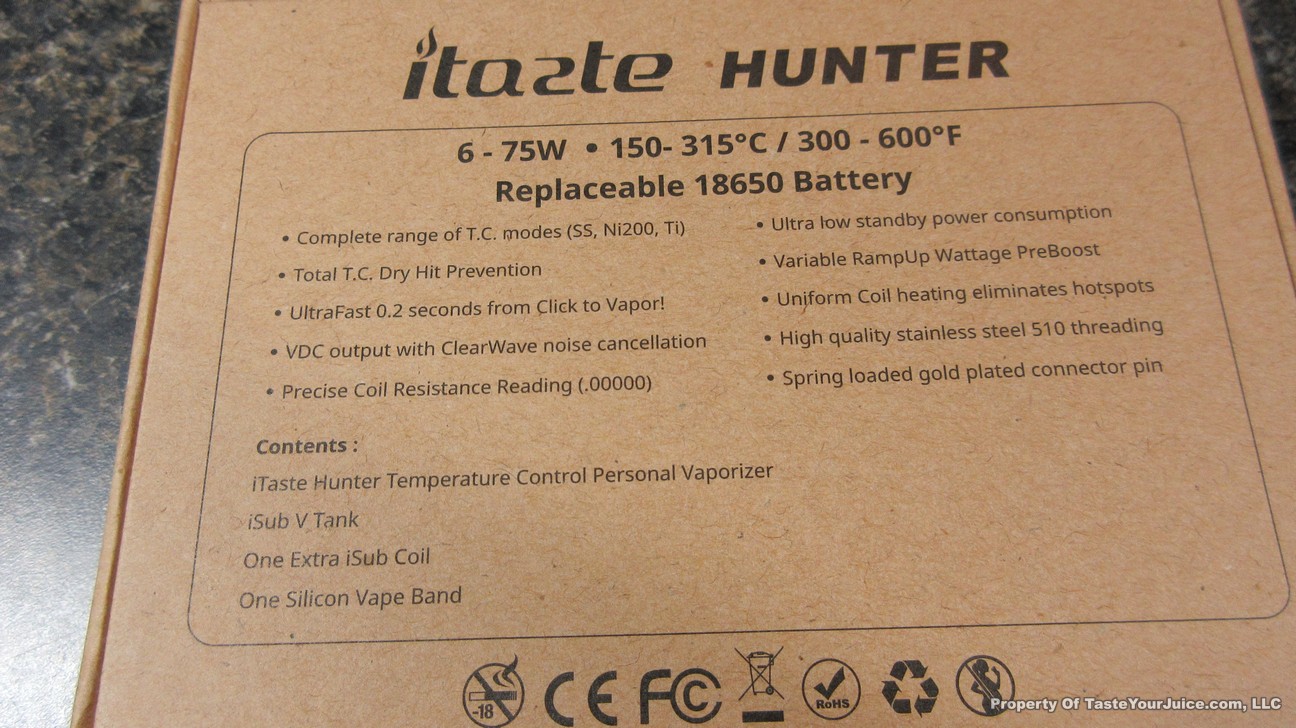 itaste HUNTER
6 - 75W • 150- 315°C / 300 - 600°F
Replaceable 18650 Battery
• Complete range of T.C. modes (SS, Ni200, Ti)
• Total T.C. Dry Hit Prevention
• UltraFast 0.2 seconds from Click to Vapor!
• VDC output with ClearWave noise cancellation
• Precise Coil Resistance Reading (.00000)
• Ultra low standby power consumption
• Variable RampUp Wattage PreBoost
• Uniform Coil heating eliminates hotspots
• High quality stainless steel 510 threading
• Spring loaded gold plated connector pin
Contents :
iTaste Hunter Temperature Control Personal Vaporizer
iSub V Tank
One Extra iSub Coil
One Silicon Vape Band
-18 CE FC RoHS
Property Of TasteYourJuice.com, LLC